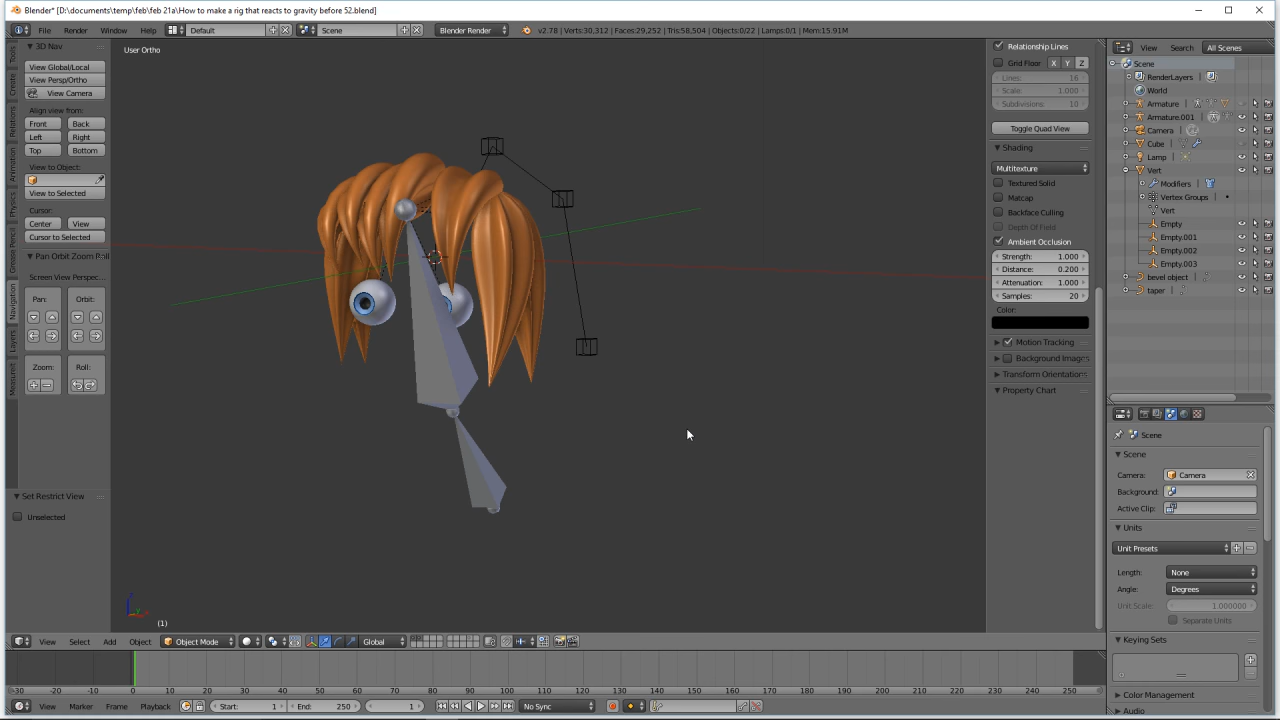 Blender* [D:\documents\temp\feb\feb 21a\How to make a rig that reacts to gravity before 52.blend]
File Render Window Help Default Scene Blender Render v2.78 | Verts:30,312 | Faces:29,252 | Tris:58,504 | Objects:0/22 | Lamps:0/1 | Mem:15.91M
3D Nav
View Global/Local
View Persp/Ortho
View Camera
Align view from:
Front Back
Left Right
Top Bottom
View to Object:
View to Selected
Cursor:
Center View
Cursor to Selected
Pan Orbit Zoom Roll
Screen View Perspec...
Pan: Orbit:
Zoom: Roll:
Set Restrict View
Unselected
Tools
Create
Relations
Animation
Physics
Grease Pencil
Navigation
Layers
User Ortho
(1)
Relationship Lines
Grid Floor X Y Z
Lines: 16
Scale: 1.000
Subdivisions: 10
Toggle Quad View
Shading
Multitexture
Textured Solid
Matcap
Backface Culling
Depth Of Field
Ambient Occlusion
Strength: 1.000
Distance: 0.200
Attenuation: 1.000
Samples: 20
Color:
Motion Tracking
Background Images
Transform Orientation
Property Chart
View Search All Scenes
Scene
RenderLayers
World
Armature
Armature.001
Camera
Cube
Lamp
Vert
Modifiers
Vertex Groups
Vert
Empty
Empty.001
Empty.002
Empty.003
bevel object
taper
Scene
Scene
Camera: Camera
Background:
Active Clip:
Units
Unit Presets
Length: None
Angle: Degrees
Unit Scale: 1.000000
Separate Units
Keying Sets
Color Management
Audio
View Select Add Object Object Mode Global
-30 -20 -10 0 10 20 30 40 50 60 70 80 90 100 110 120 130 140 150 160 170 180 190 200 210 220 230 240 250
View Marker Frame Playback Start: 1 End: 250 1 No Sync